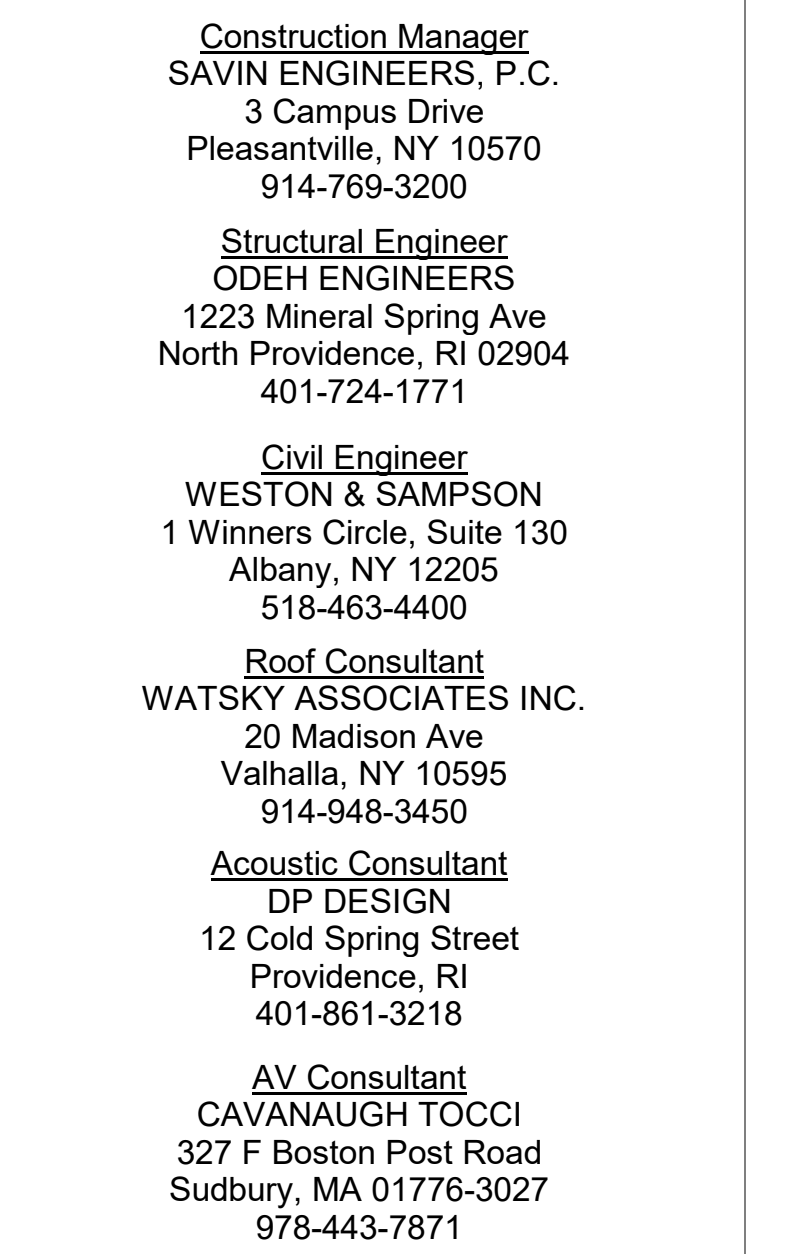 Construction Manager
SAVIN ENGINEERS, P.C.
3 Campus Drive
Pleasantville, NY 10570
914-769-3200
Structural Engineer
ODEH ENGINEERS
1223 Mineral Spring Ave
North Providence, RI 02904
401-724-1771
Civil Engineer
WESTON & SAMPSON
1 Winners Circle, Suite 130
Albany, NY 12205
518-463-4400
Roof Consultant
WATSKY ASSOCIATES INC.
20 Madison Ave
Valhalla, NY 10595
914-948-3450
Acoustic Consultant
DP DESIGN
12 Cold Spring Street
Providence, RI
401-861-3218
AV Consultant
CAVANAUGH TOCCI
327 F Boston Post Road
Sudbury, MA 01776-3027
978-443-7871